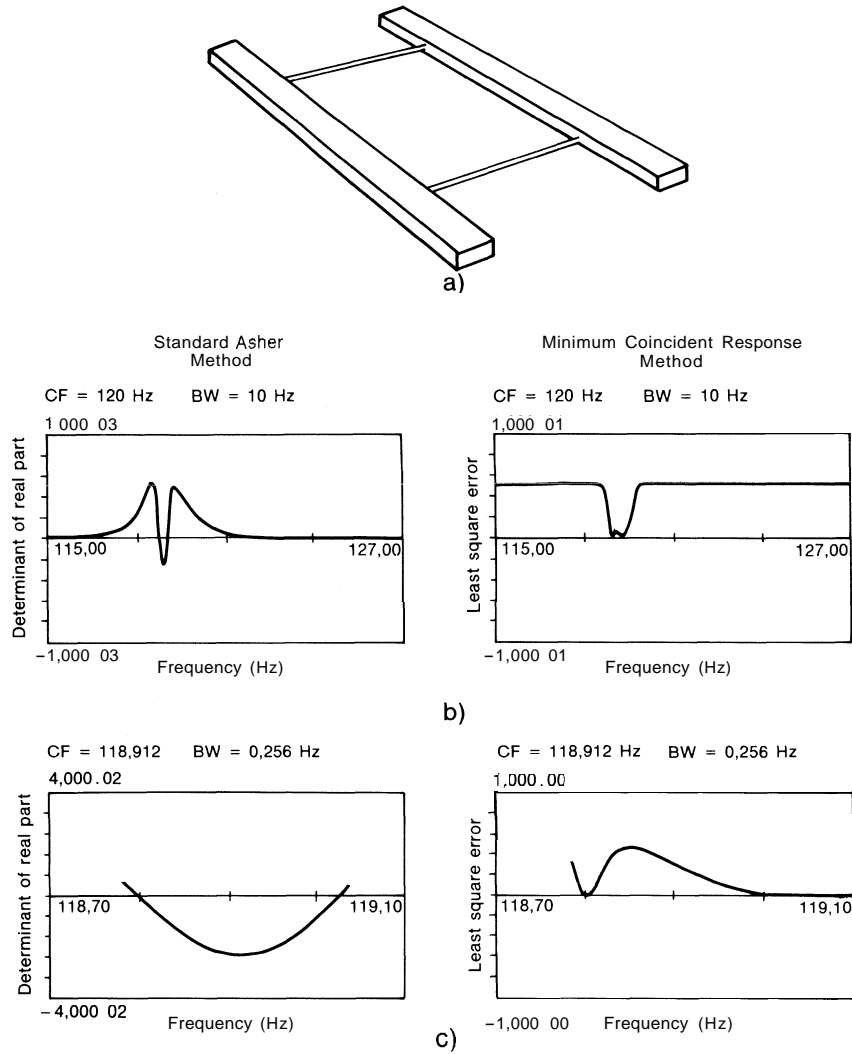 a)
Standard Asher
Method
Minimum Coincident Response
Method
CF = 120 Hz BW = 10 Hz
CF = 120 Hz BW = 10 Hz
1 000 03
1,000 01
Determinant of real part
115,00
127,00
Least square error
115,00
127,00
-1,000 03
Frequency (Hz)
-1,000 01
Frequency (Hz)
b)
CF = 118,912 BW = 0,256 Hz
CF = 118,912 Hz BW = 0,256 Hz
4,000.02
1,000.00
Determinant of real part
118,70
119,10
Least square error
118,70
119,10
-4,000 02
Frequency (Hz)
-1,000 00
Frequency (Hz)
c)